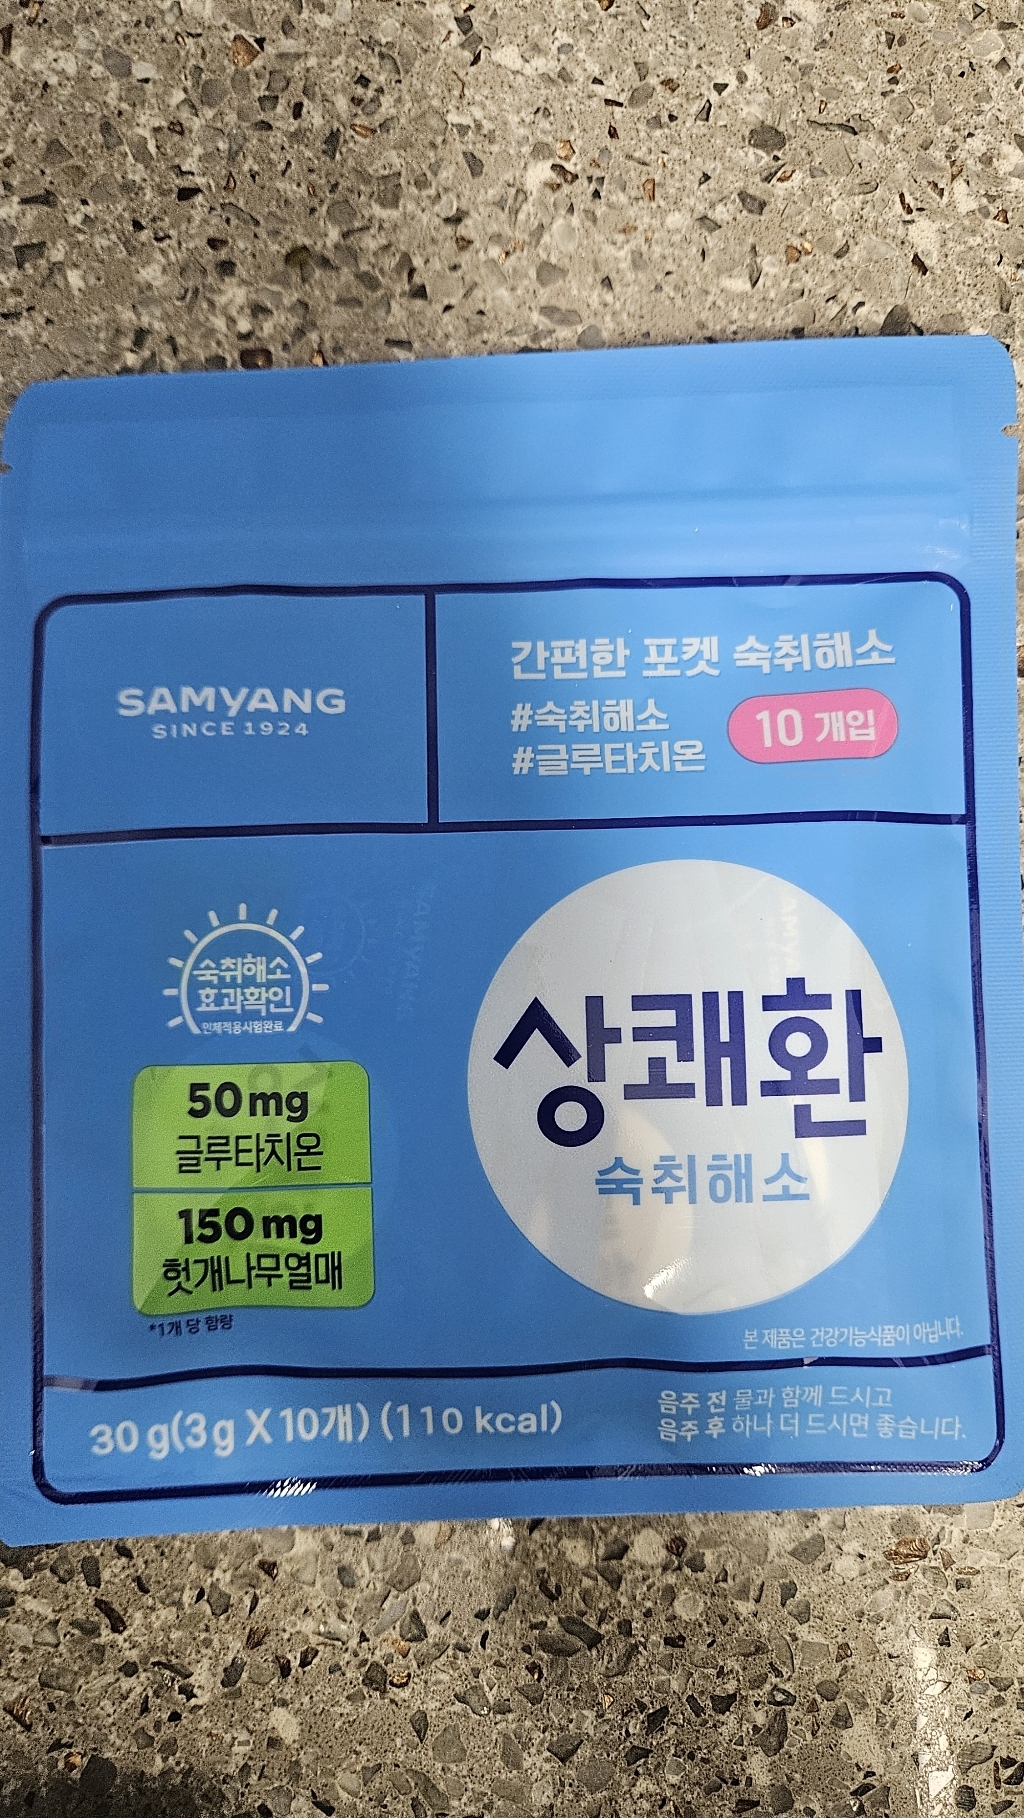 SAMYANG
SINCE 1924
간편한 포켓 숙취해소
#숙취해소
#글루타치온
10 개입
숙취해소
효과확인
인체적용시험완료
50mg
글루타치온
150mg
헛개나무열매
*1개 당 함량
상쾌환
숙취해소
본 제품은 건강기능식품이 아닙니다.
30 g(3g X 10개) (110 kcal)
음주 전 물과 함께 드시고
음주 후 하나 더 드시면 좋습니다.